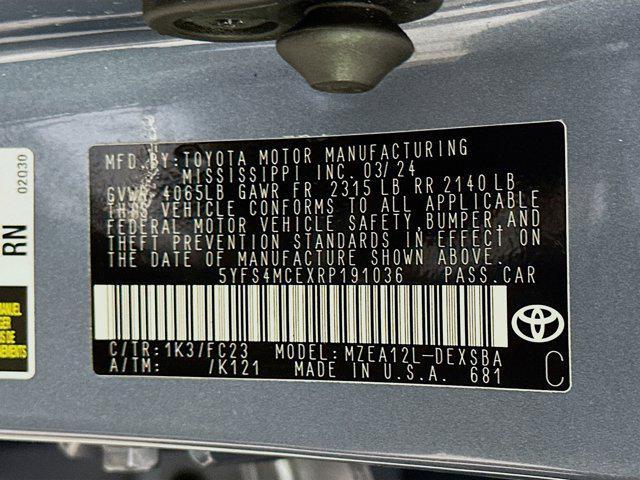 MFD.BY:TOYOTA MOTOR MANUFACTURING
MISSISSIPPI INC. 03/24
GVWR 4065LB GAWR FR 2315 LB RR 2140 LB
THIS VEHICLE CONFORMS TO ALL APPLICABLE
FEDERAL MOTOR VEHICLE SAFETY,BUMPER,AND
THEFT PREVENTION STANDARDS IN EFFECT ON
THE DATE OF MANUFACTURE SHOWN ABOVE.
5YFS4MCEXRP191036 PASS.CAR
C/TR:1K3/FC23 MODEL:MZEA12L-DEXSBA
A/TM: /K121 MADE IN U.S.A. 681
C
RN
02030